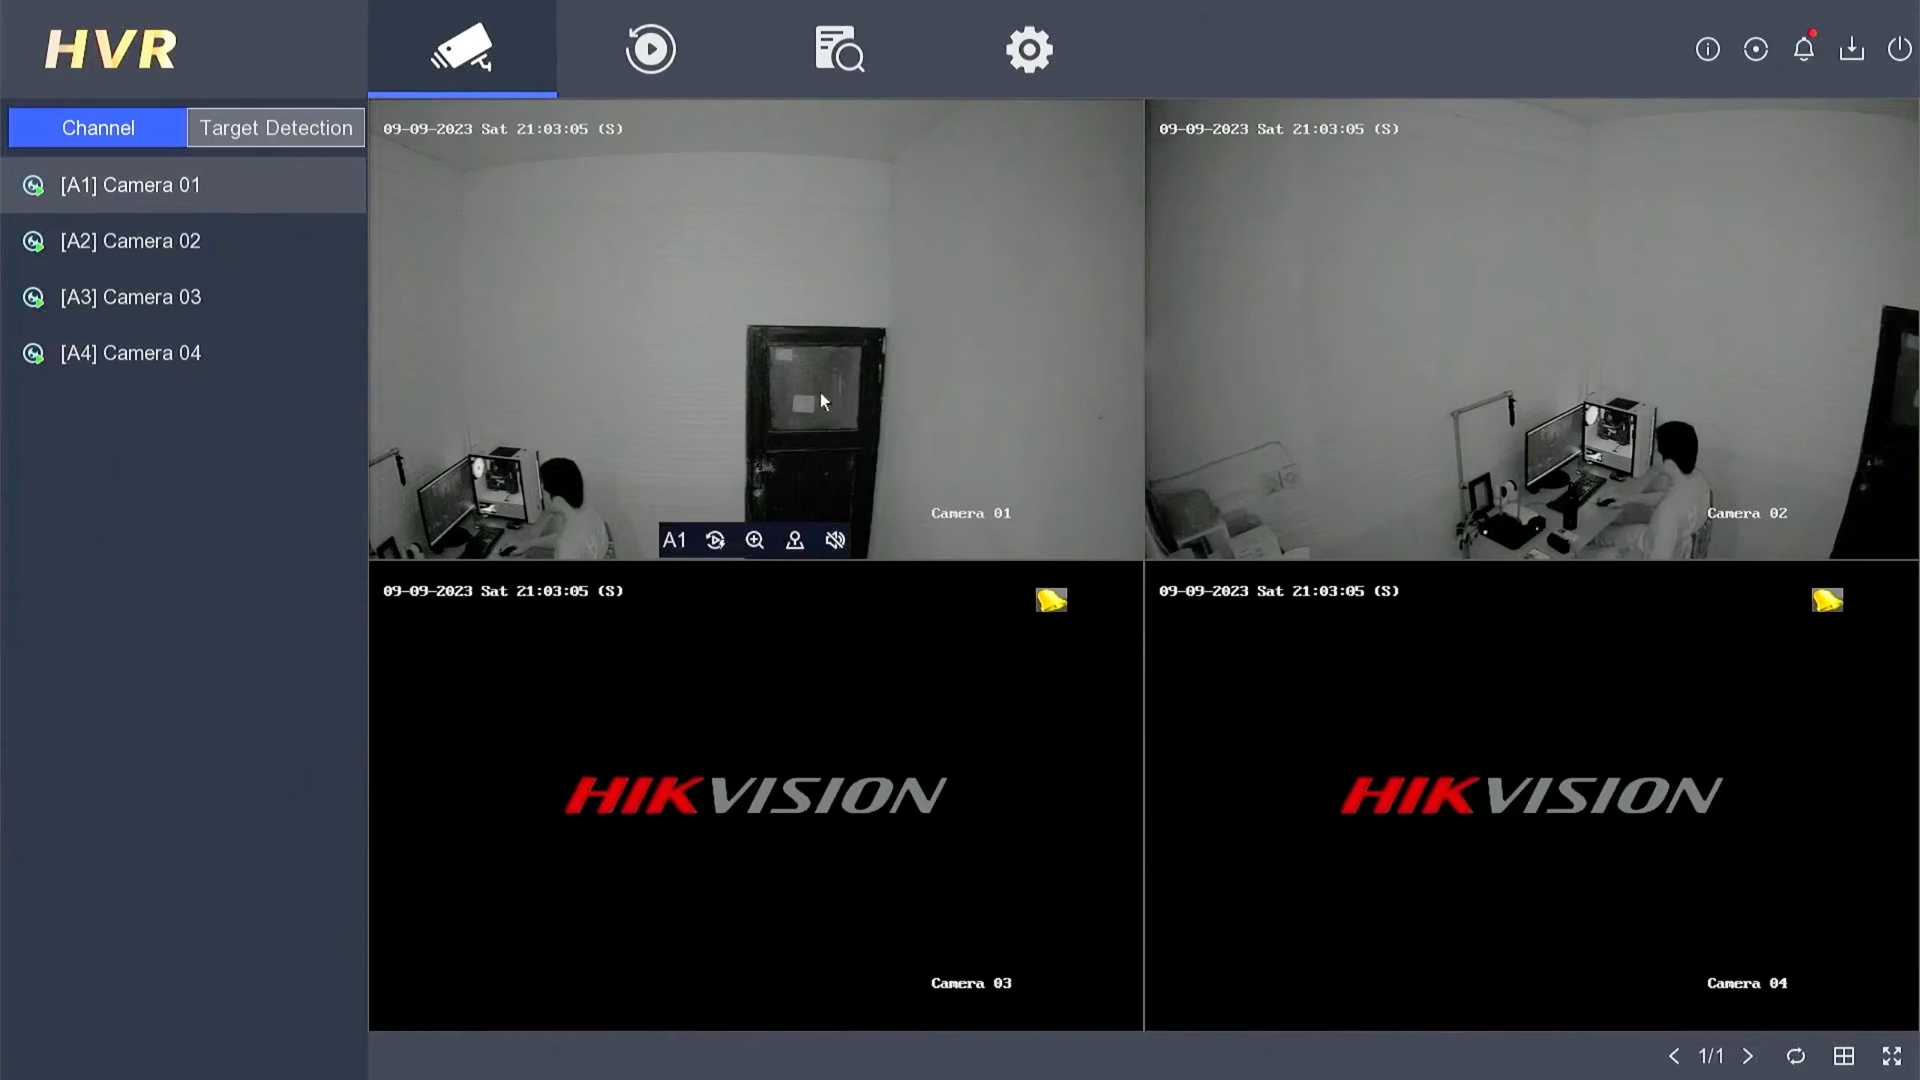 HVR
Channel
Target Detection
[A1] Camera 01
[A2] Camera 02
[A3] Camera 03
[A4] Camera 04
09-09-2023 Sat 21:03:05 (S)
Camera 01
A1
09-09-2023 Sat 21:03:05 (S)
Camera 02
09-09-2023 Sat 21:03:05 (S)
HIKVISION
Camera 03
09-09-2023 Sat 21:03:05 (S)
HIKVISION
Camera 04
1/1